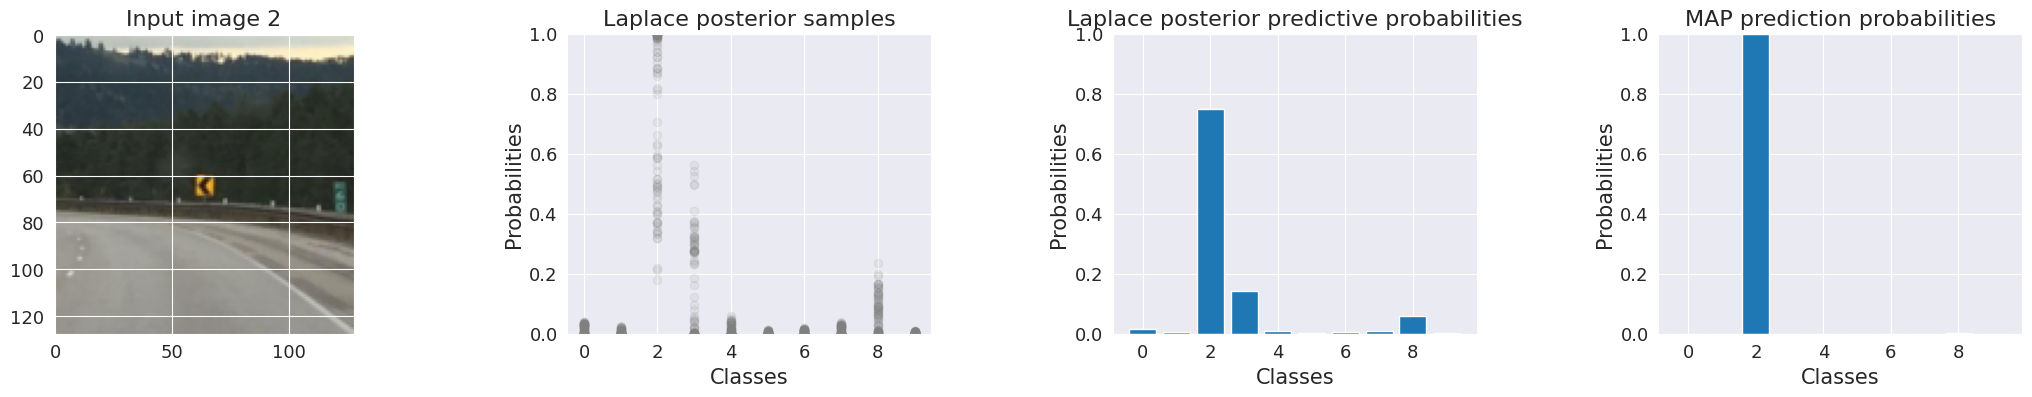 Input image 2
0
20
40
60
80
100
120
0 50 100
Laplace posterior samples
Probabilities
1.0
0.8
0.6
0.4
0.2
0.0
0 2 4 6 8
Classes
Laplace posterior predictive probabilities
Probabilities
1.0
0.8
0.6
0.4
0.2
0.0
0 2 4 6 8
Classes
MAP prediction probabilities
Probabilities
1.0
0.8
0.6
0.4
0.2
0.0
0 2 4 6 8
Classes